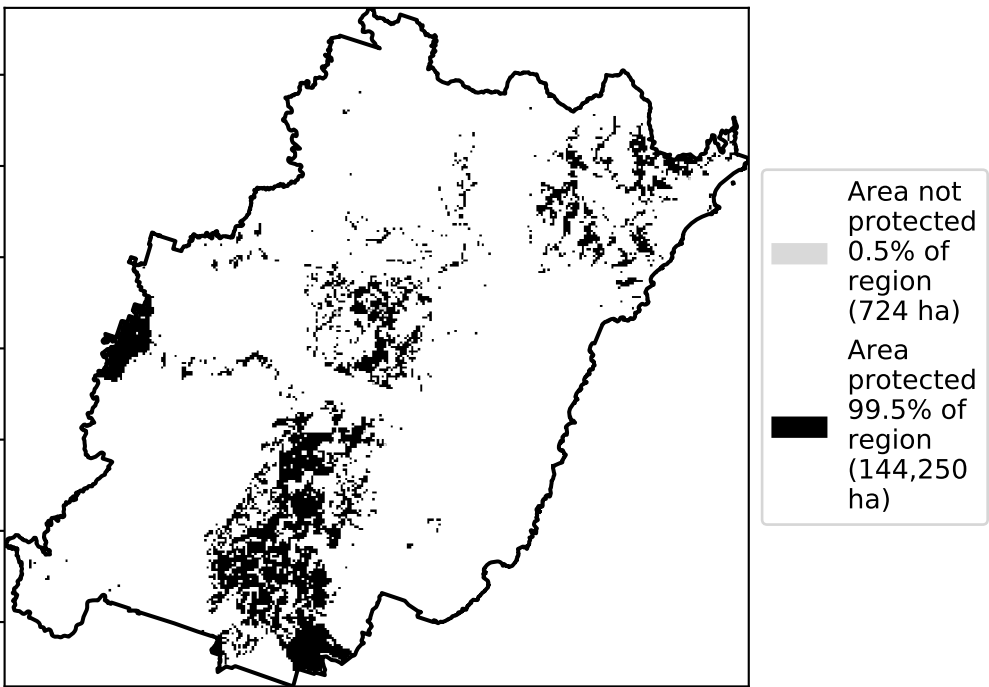 Area not
protected
0.5% of
region
(724 ha)
Area
protected
99.5% of
region
(144,250
ha)